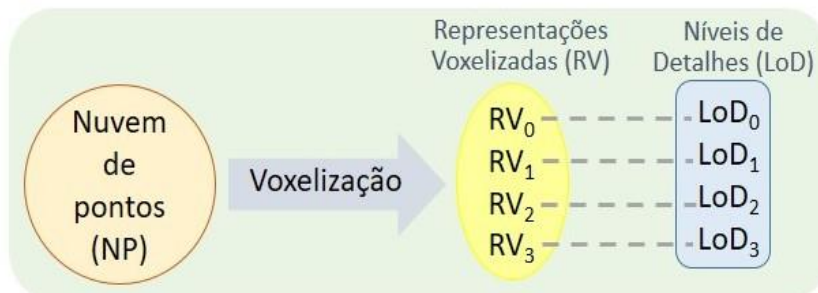 Representações
Voxelizadas (RV)
Níveis de
Detalhes (LoD)
Nuvem
de
pontos
(NP)
Voxelização
RV₀
LoD₀
RV₁
LoD₁
RV₂
LoD₂
RV₃
LoD₃